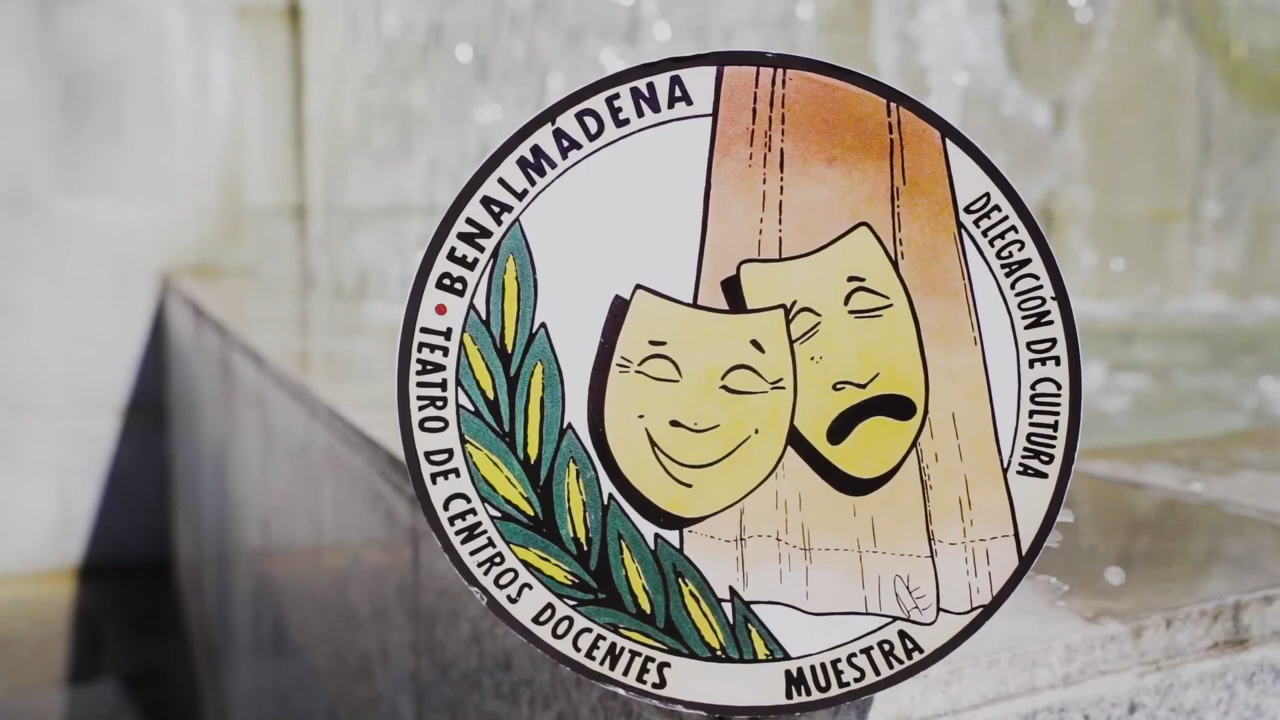 BENALMÁDENA
DELEGACIÓN DE CULTURA
TEATRO DE CENTROS DOCENTES
MUESTRA